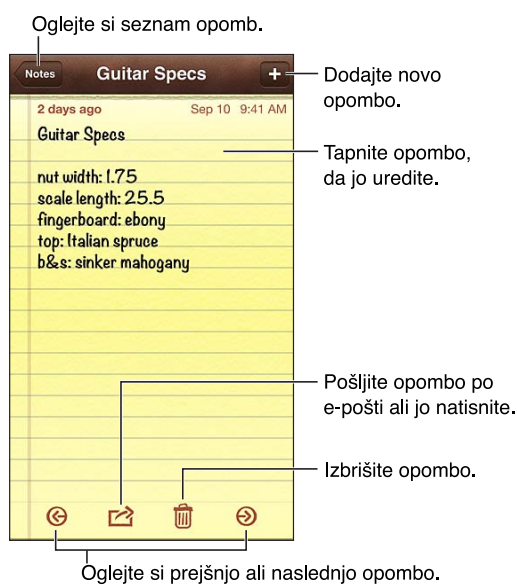 Oglejte si seznam opomb.
Notes
Guitar Specs
+
Dodajte novo
opombo.
2 days ago
Sep 10 9:41 AM
Guitar Specs
Tapnite opombo,
da jo uredite.
nut width: 1.75
scale length: 25.5
fingerboard: ebony
top: Italian spruce
b&s: sinker mahogany
Pošljite opombo po
e-pošti ali jo natisnite.
Izbrišite opombo.
Oglejte si prejšnjo ali naslednjo opombo.